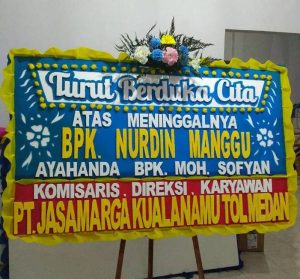 Turut Berduka Cita
ATAS MENINGGALNYA
BPK. NURDIN MANGGU
AYAHANDA BPK. MOH. SOFYAN
KOMISARIS . DIREKSI . KARYAWAN
PT. JASAMARGA KUALANAMU TOL MEDAN